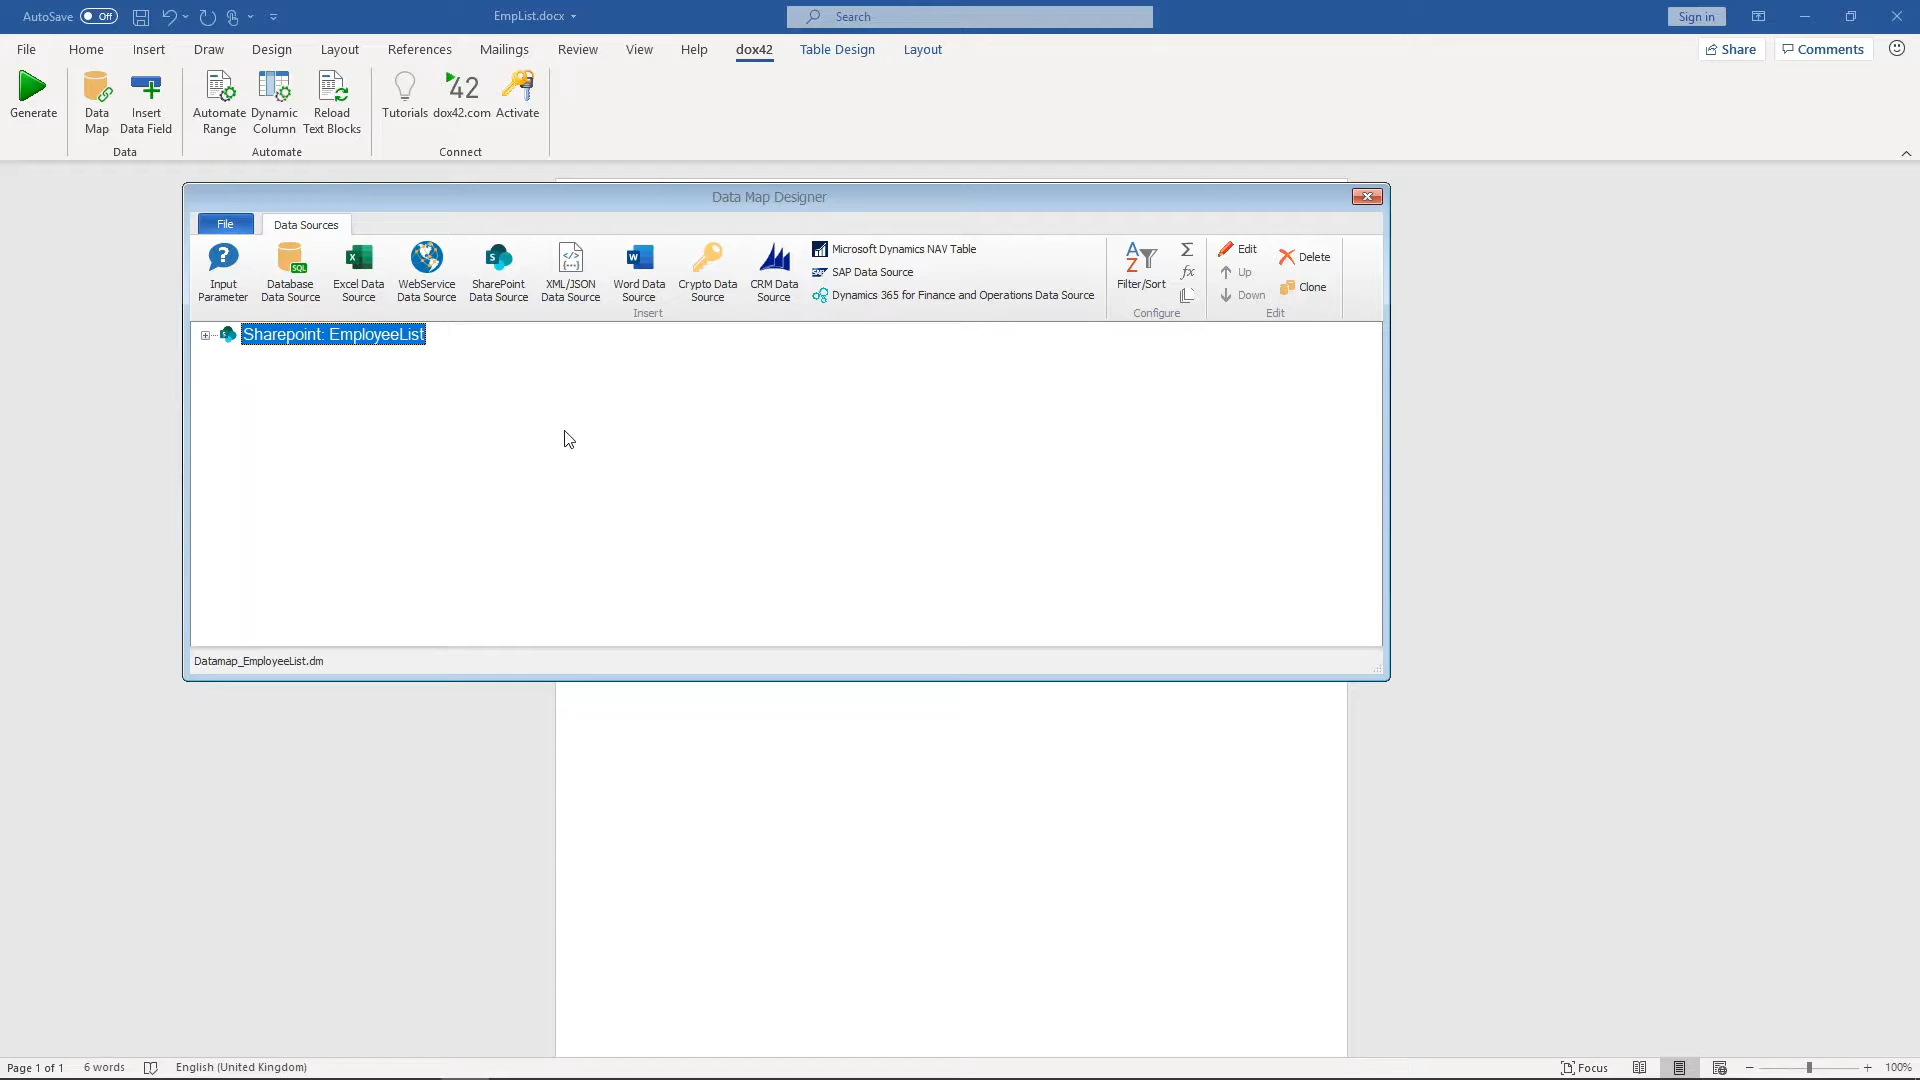 AutoSave Off EmpList.docx Search Sign in
File Home Insert Draw Design Layout References Mailings Review View Help dox42 Table Design Layout Share Comments
Generate Data Map Insert Data Field Automate Range Dynamic Column Reload Text Blocks Tutorials 42 dox42.com Activate
Data Automate Connect
Data Map Designer
File Data Sources
Input Parameter SQL Database Data Source Excel Data Source WebService Data Source SharePoint Data Source XML/JSON Data Source Word Data Source Crypto Data Source CRM Data Source
Microsoft Dynamics NAV Table
SAP Data Source
Dynamics 365 for Finance and Operations Data Source
Filter/Sort Σ fx Edit Up Down Delete Clone
Insert Configure Edit
Sharepoint: EmployeeList
Datamap_EmployeeList.dm
Page 1 of 1 6 words English (United Kingdom) Focus 100%